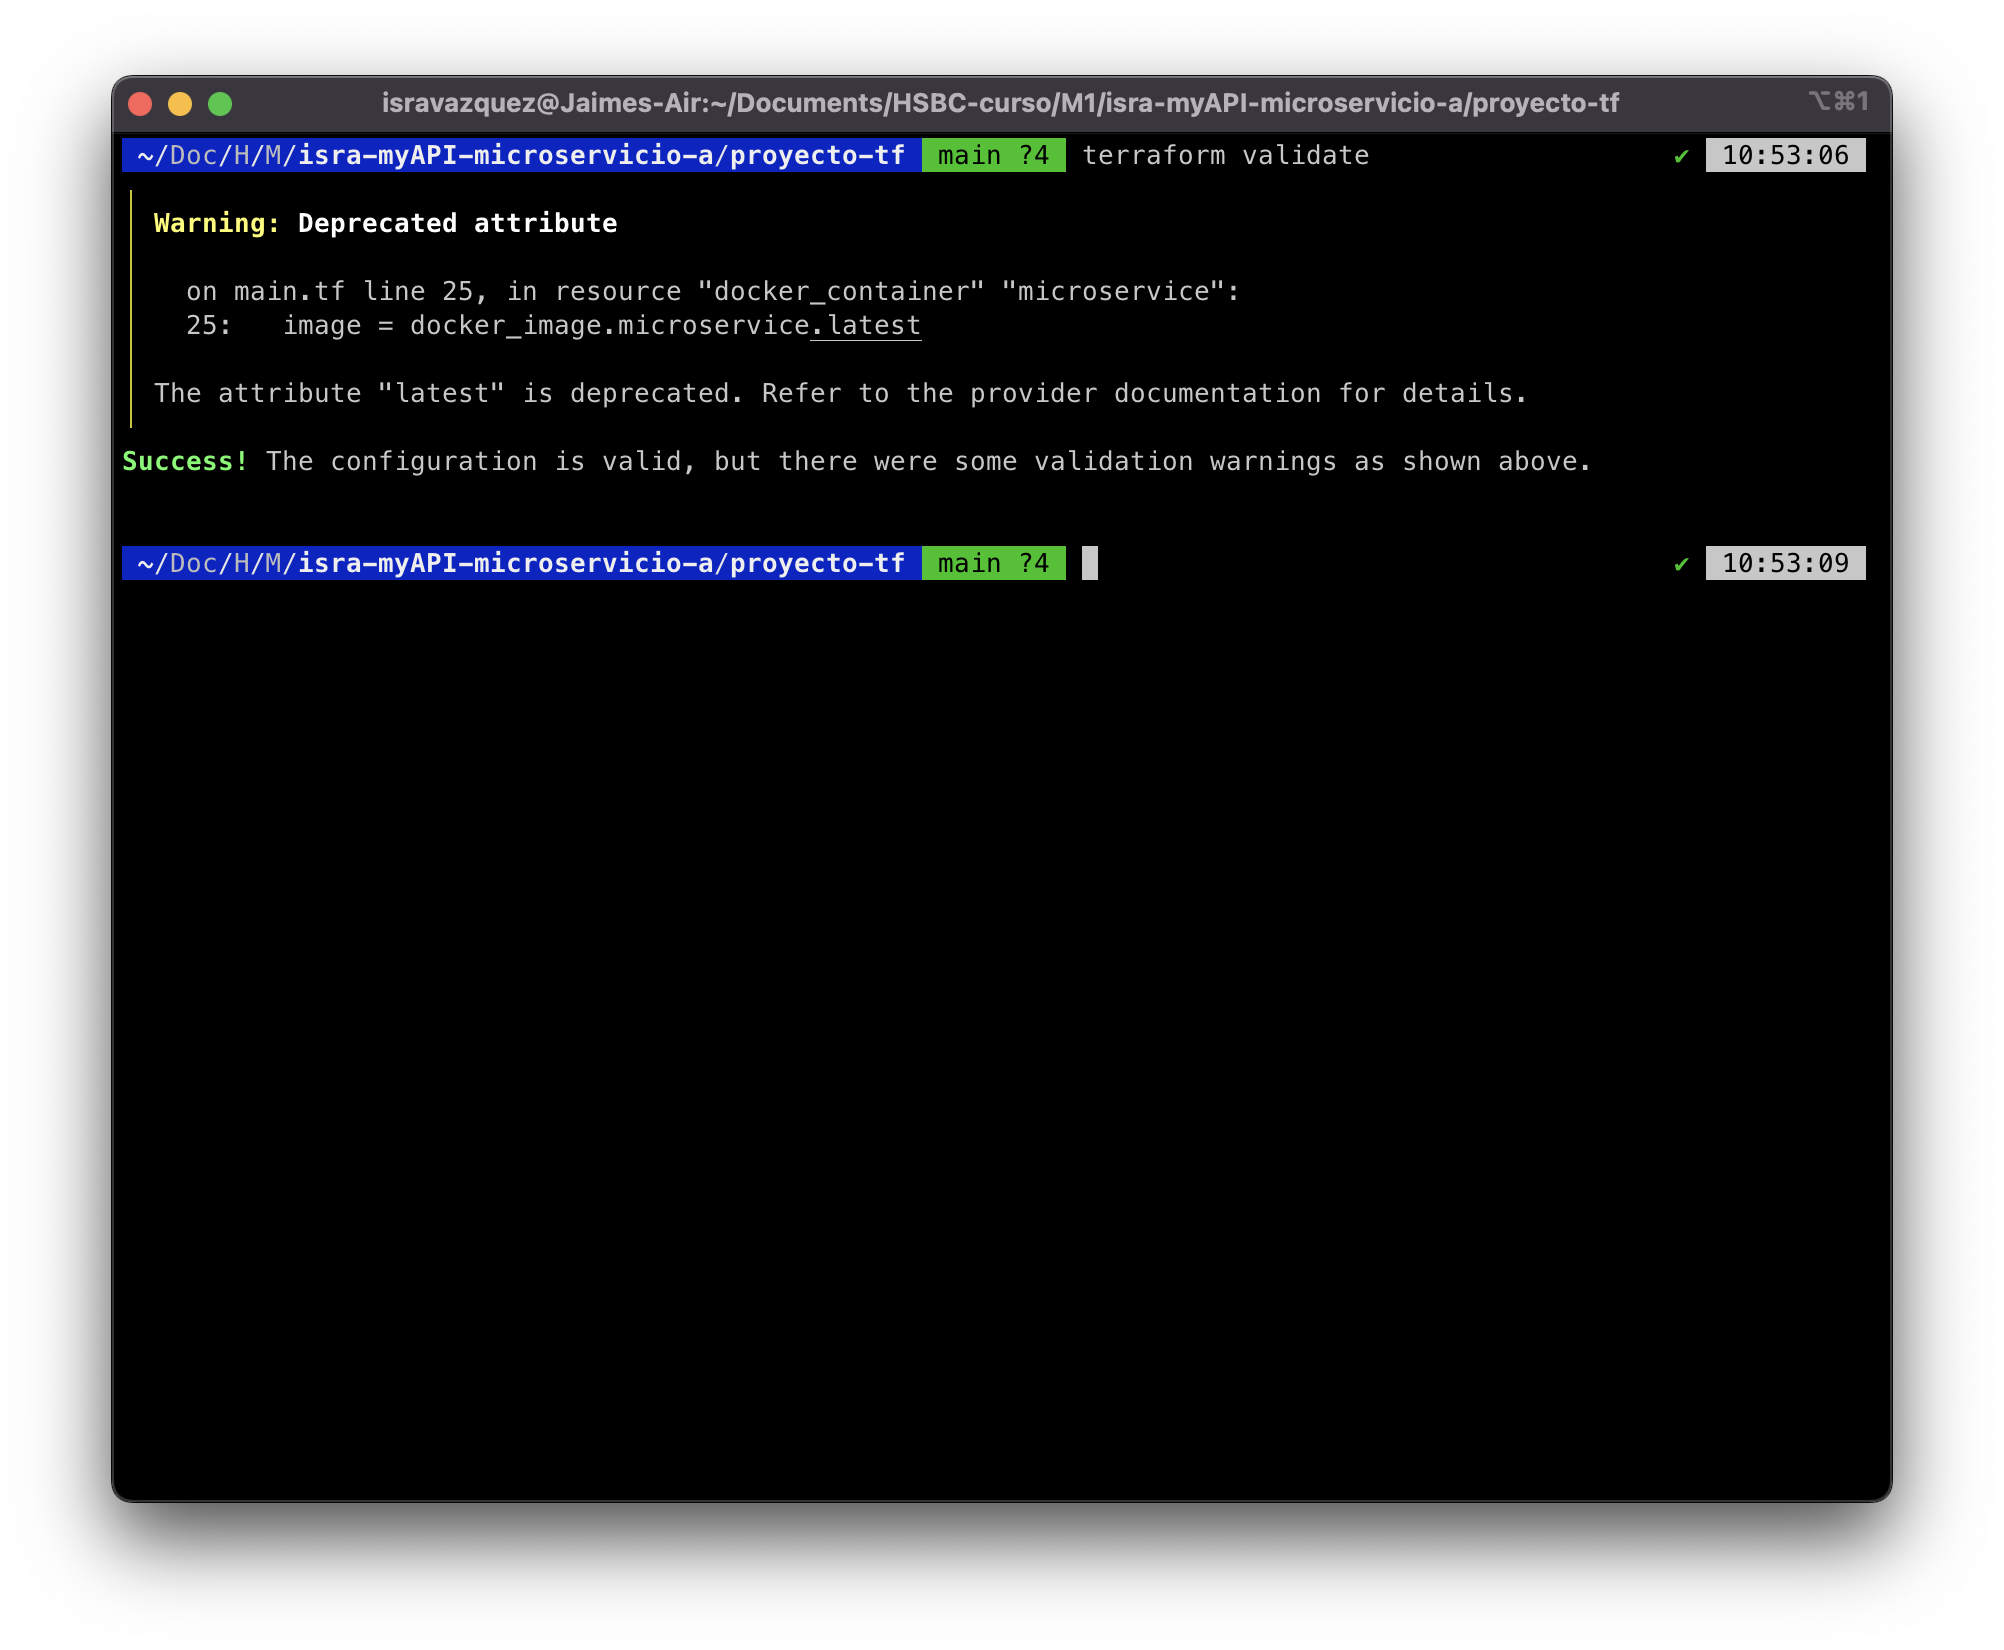 isravazquez@Jaimes-Air:~/Documents/HSBC-curso/M1/isra-myAPI-microservicio-a/proyecto-tf ⌥⌘1
~/Doc/H/M/isra-myAPI-microservicio-a/proyecto-tf main ?4 terraform validate ✔ 10:53:06
Warning: Deprecated attribute
on main.tf line 25, in resource "docker_container" "microservice":
25:   image = docker_image.microservice.latest
The attribute "latest" is deprecated. Refer to the provider documentation for details.
Success! The configuration is valid, but there were some validation warnings as shown above.
~/Doc/H/M/isra-myAPI-microservicio-a/proyecto-tf main ?4 ✔ 10:53:09